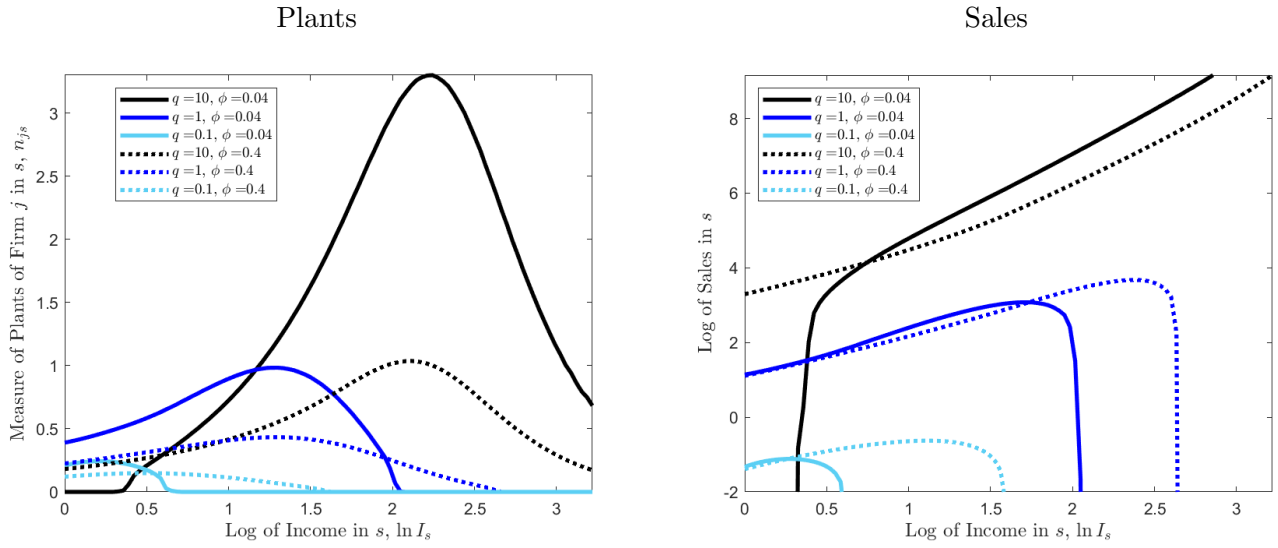 Plants
Measure of Plants of Firm j in s, n_{js}
3
2.5
2
1.5
1
0.5
0
q =10, ϕ =0.04
q =1, ϕ =0.04
q =0.1, ϕ =0.04
q =10, ϕ =0.4
q =1, ϕ =0.4
q =0.1, ϕ =0.4
0 0.5 1 1.5 2 2.5 3
Log of Income in s, ln I_s
Sales
Log of Sales in s
8
6
4
2
0
-2
q =10, ϕ =0.04
q =1, ϕ =0.04
q =0.1, ϕ =0.04
q =10, ϕ =0.4
q =1, ϕ =0.4
q =0.1, ϕ =0.4
0 0.5 1 1.5 2 2.5 3
Log of Income in s, ln I_s